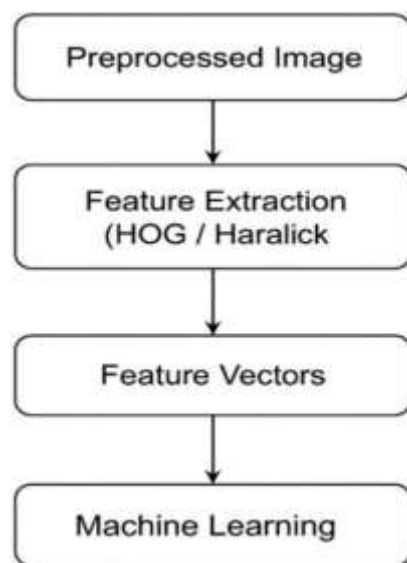 Preprocessed Image
Feature Extraction
(HOG / Haralick
Feature Vectors
Machine Learning